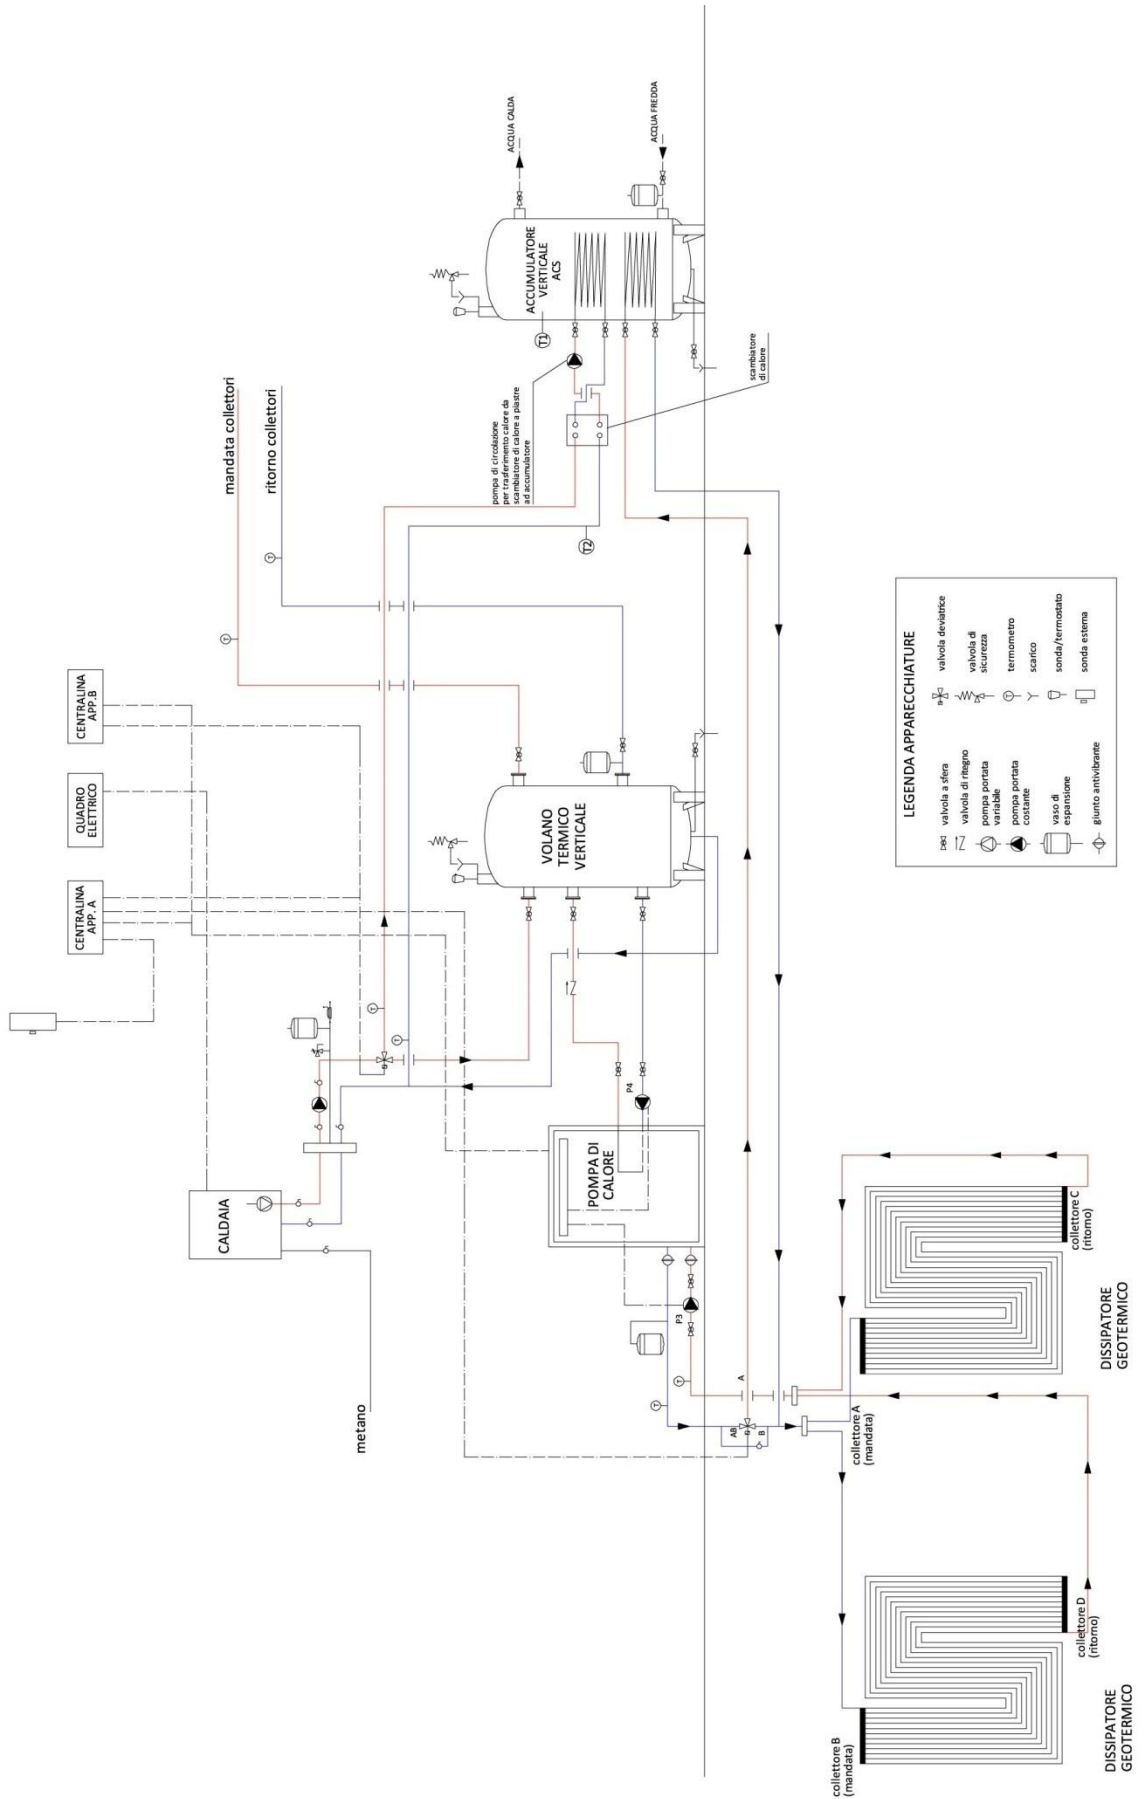 CENTRALINA
APP. A
QUADRO
ELETTRICO
CENTRALINA
APP.B
mandata collettori
ritorno collettori
T
T
CALDAIA
metano
T
T
VOLANO
TERMICO
VERTICALE
ACCUMULATORE
VERTICALE
ACS
ACQUA CALDA
ACQUA FREDDA
T1
T2
pompa di circolazione
per trasferimento calore da
scambiatore di calore a piastre
ad accumulatore
scambiatore
di calore
POMPA DI
CALORE
P4
P3
T
T
A
AB
B
collettore A
(mandata)
collettore B
(mandata)
collettore C
(ritorno)
collettore D
(ritorno)
DISSIPATORE
GEOTERMICO
DISSIPATORE
GEOTERMICO
LEGENDA APPARECCHIATURE
valvola a sfera
valvola di ritegno
pompa portata
variabile
pompa portata
costante
vaso di
espansione
giunto antivibrante
valvola deviatrice
valvola di
sicurezza
T
termometro
scarico
sonda/termostato
sonda esterna